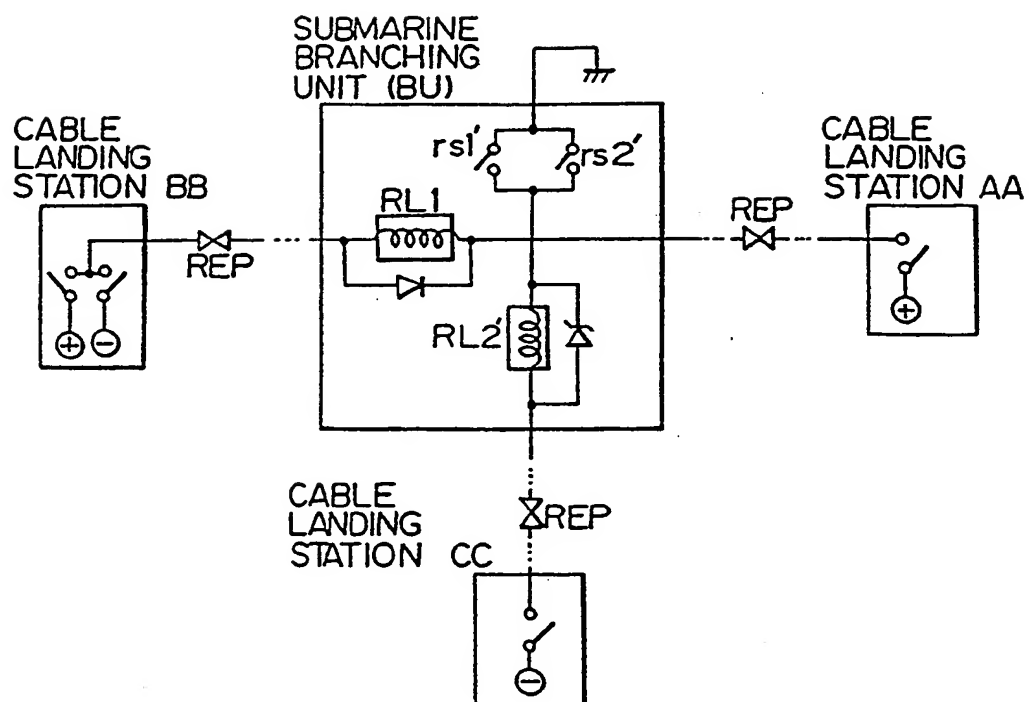 SUBMARINE
BRANCHING
UNIT (BU)
CABLE
LANDING
STATION BB
CABLE
LANDING
STATION AA
rs1′
rs2′
RL1
REP
REP
RL2′
+
−
+
CABLE
LANDING
STATION CC
REP
−